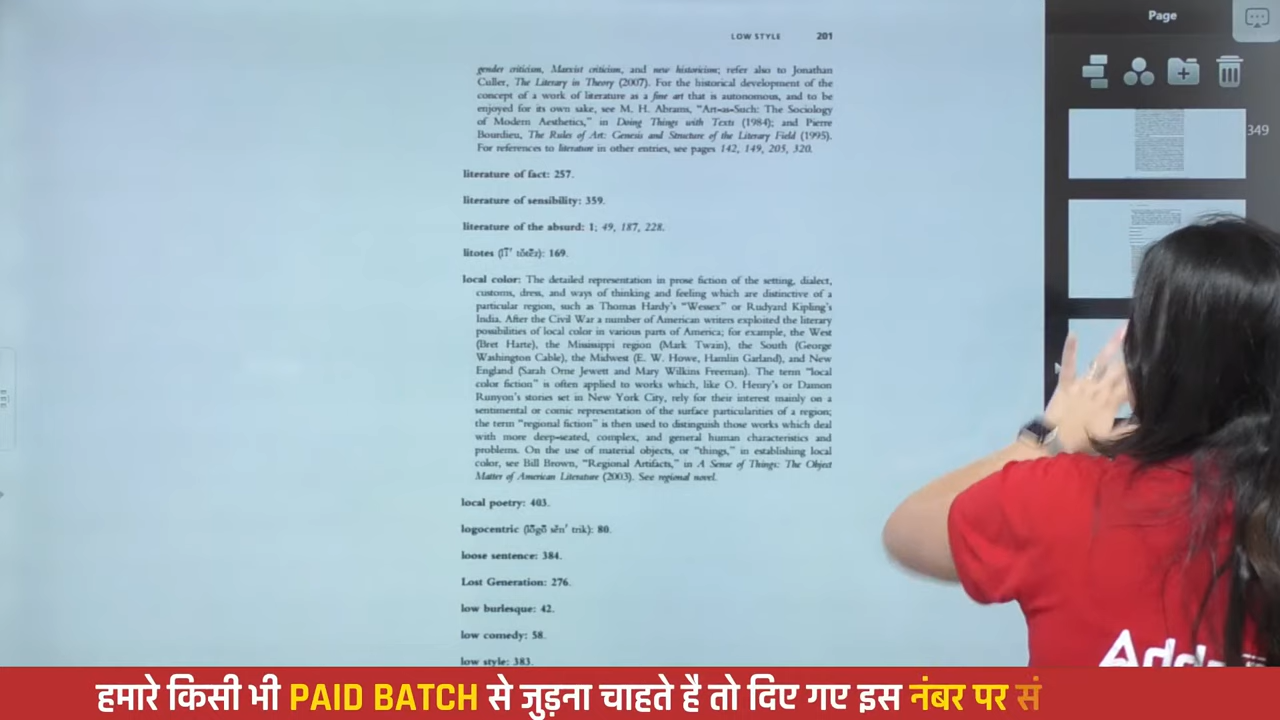 Page
LOW STYLE 201
gender criticism, Marxist criticism, and new historicism; refer also to Jonathan
Culler, The Literary in Theory (2007). For the historical development of the
concept of a work of literature as a fine art that is autonomous, and to be
enjoyed for its own sake, see M. H. Abrams, "Art-as-Such: The Sociology
of Modern Aesthetics," in Doing Things with Texts (1984); and Pierre
Bourdieu, The Rules of Art: Genesis and Structure of the Literary Field (1995).
For references to literature in other entries, see pages 142, 149, 205, 320.
literature of fact: 257.
literature of sensibility: 359.
literature of the absurd: 1; 49, 187, 228.
litotes: 169.
local color: The detailed representation in prose fiction of the setting, dialect,
customs, dress, and ways of thinking and feeling which are distinctive of a
particular region, such as Thomas Hardy's "Wessex" or Rudyard Kipling's
India. After the Civil War a number of American writers exploited the literary
possibilities of local color in various parts of America; for example, the West
(Bret Harte), the Mississippi region (Mark Twain), the South (George
Washington Cable), the Midwest (E. W. Howe, Hamlin Garland), and New
England (Sarah Orne Jewett and Mary Wilkins Freeman). The term "local
color fiction" is often applied to works which, like O. Henry's or Damon
Runyon's stories set in New York City, rely for their interest mainly on a
sentimental or comic representation of the surface particularities of a region;
the term "regional fiction" is then used to distinguish those works which deal
with more deep-seated, complex, and general human characteristics and
problems. On the use of material objects, or "things," in establishing local
color, see Bill Brown, "Regional Artifacts," in A Sense of Things: The Object
Matter of American Literature (2003). See regional novel.
local poetry: 403.
logocentric: 80.
loose sentence: 384.
Lost Generation: 276.
low burlesque: 42.
low comedy: 58.
low style: 383.
349
हमारे किसी भी PAID BATCH से जुड़ना चाहते है तो दिए गए इस नंबर पर सं